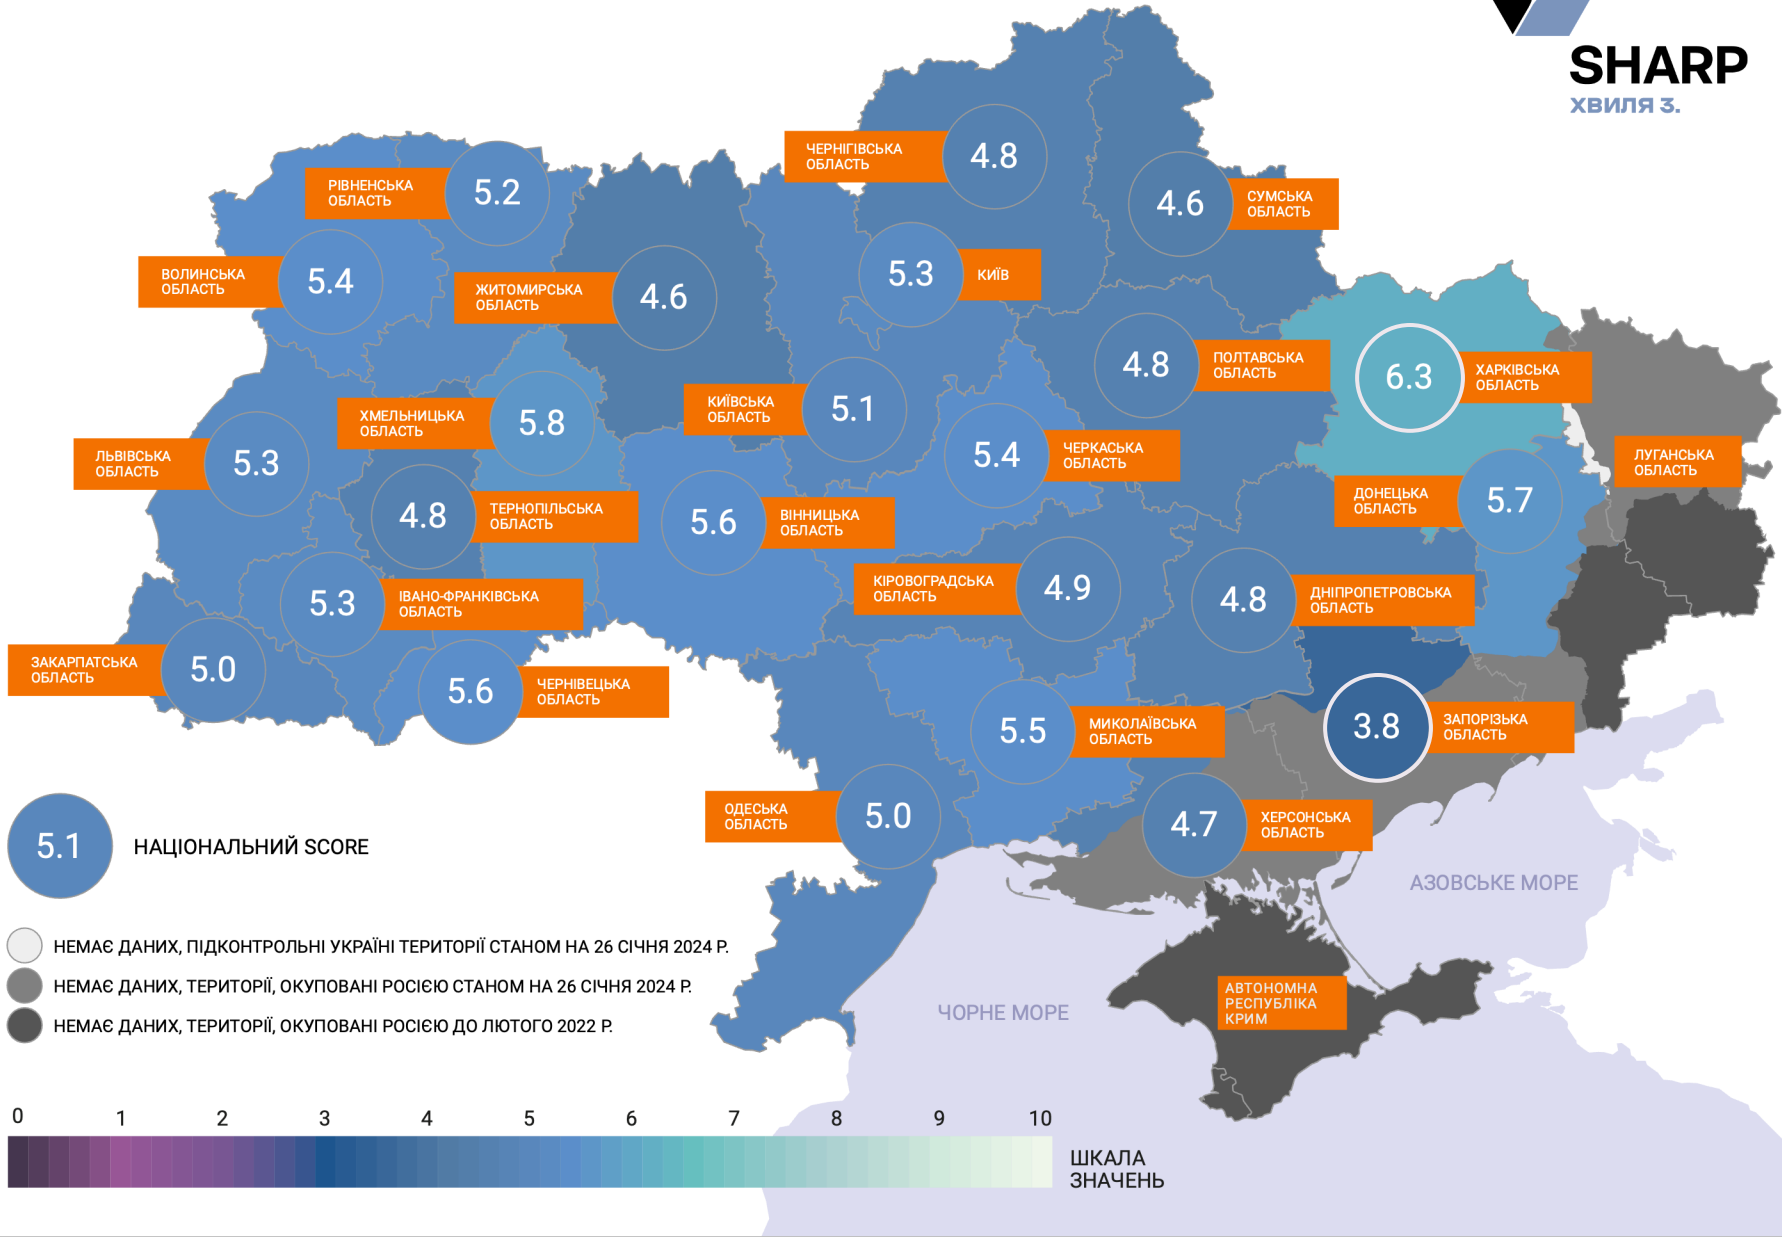 SHARP
ХВИЛЯ 3.
ЧЕРНІГІВСЬКА
ОБЛАСТЬ
4.8
РІВНЕНСЬКА
ОБЛАСТЬ
5.2
4.6
СУМСЬКА
ОБЛАСТЬ
ВОЛИНСЬКА
ОБЛАСТЬ
5.4
ЖИТОМИРСЬКА
ОБЛАСТЬ
4.6
5.3
КИЇВ
4.8
ПОЛТАВСЬКА
ОБЛАСТЬ
6.3
ХАРКІВСЬКА
ОБЛАСТЬ
ХМЕЛЬНИЦЬКА
ОБЛАСТЬ
5.8
КИЇВСЬКА
ОБЛАСТЬ
5.1
5.4
ЧЕРКАСЬКА
ОБЛАСТЬ
ЛЬВІВСЬКА
ОБЛАСТЬ
5.3
ЛУГАНСЬКА
ОБЛАСТЬ
4.8
ТЕРНОПІЛЬСЬКА
ОБЛАСТЬ
5.6
ВІННИЦЬКА
ОБЛАСТЬ
ДОНЕЦЬКА
ОБЛАСТЬ
5.7
5.3
ІВАНО-ФРАНКІВСЬКА
ОБЛАСТЬ
КІРОВОГРАДСЬКА
ОБЛАСТЬ
4.9
4.8
ДНІПРОПЕТРОВСЬКА
ОБЛАСТЬ
ЗАКАРПАТСЬКА
ОБЛАСТЬ
5.0
5.6
ЧЕРНІВЕЦЬКА
ОБЛАСТЬ
5.5
МИКОЛАЇВСЬКА
ОБЛАСТЬ
3.8
ЗАПОРІЗЬКА
ОБЛАСТЬ
ОДЕСЬКА
ОБЛАСТЬ
5.0
4.7
ХЕРСОНСЬКА
ОБЛАСТЬ
5.1
НАЦІОНАЛЬНИЙ SCORE
АЗОВСЬКЕ МОРЕ
НЕМАЄ ДАНИХ, ПІДКОНТРОЛЬНІ УКРАЇНІ ТЕРИТОРІЇ СТАНОМ НА 26 СІЧНЯ 2024 Р.
НЕМАЄ ДАНИХ, ТЕРИТОРІЇ, ОКУПОВАНІ РОСІЄЮ СТАНОМ НА 26 СІЧНЯ 2024 Р.
НЕМАЄ ДАНИХ, ТЕРИТОРІЇ, ОКУПОВАНІ РОСІЄЮ ДО ЛЮТОГО 2022 Р.
ЧОРНЕ МОРЕ
АВТОНОМНА
РЕСПУБЛІКА
КРИМ
0 1 2 3 4 5 6 7 8 9 10
ШКАЛА
ЗНАЧЕНЬ